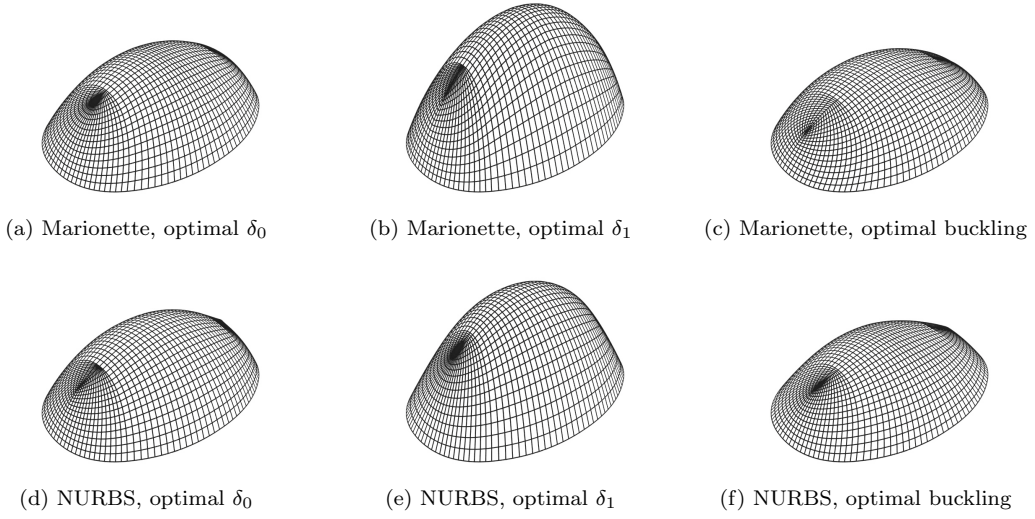 (a) Marionette, optimal δ₀
(b) Marionette, optimal δ₁
(c) Marionette, optimal buckling
(d) NURBS, optimal δ₀
(e) NURBS, optimal δ₁
(f) NURBS, optimal buckling